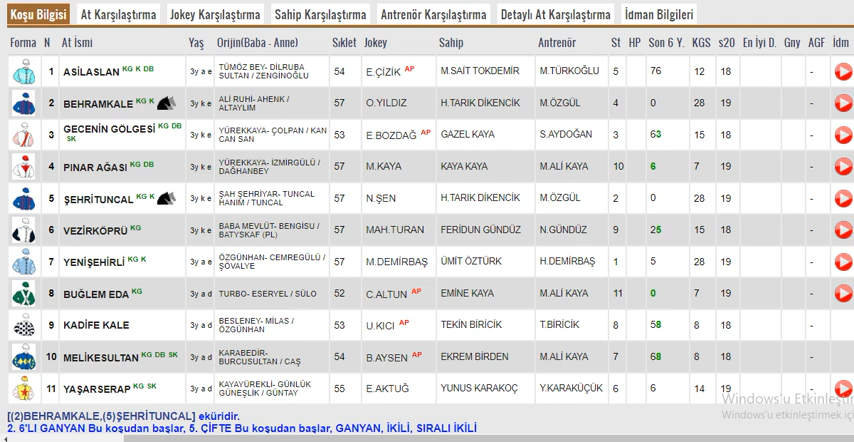 Koşu Bilgisi At Karşılaştırma Jokey Karşılaştırma Sahip Karşılaştırma Antrenör Karşılaştırma Detaylı At Karşılaştırma İdman Bilgileri
Forma N At İsmi Yaş Orijin(Baba - Anne) Sıklet Jokey Sahip Antrenör St HP Son 6 Y. KGS s20 En İyi D. Gny AGF İdm
1 ASİLASLAN KG K DB 3y a e TÜMÖZ BEY- DİLRUBA SULTAN / ZENGİNOĞLU 54 E.ÇİZİK AP M.SAİT TOKDEMİR M.TÜRKOĞLU 5 76 12 18 -
2 BEHRAMKALE KG K 3y k e ALİ RUHİ- AHENK / ALTAYLIM 57 O.YILDIZ H.TARIK DİKENCİK M.ÖZGÜL 4 0 28 19 -
3 GECENİN GÖLGESİ KG DB SK 3y k e YÜREKKAYA- ÇOLPAN / KAN CAN SAN 53 E.BOZDAĞ AP GAZEL KAYA S.AYDOĞAN 3 63 15 18 -
4 PINAR AĞASI KG DB 3y k e YÜREKKAYA- İZMİRGÜLÜ / DAĞHANBEY 57 M.KAYA KAYA KAYA M.ALİ KAYA 10 6 7 19 -
5 ŞEHRİTUNCAL KG K 3y k e ŞAH ŞEHRİYAR- TUNCAL HANIM / TUNCAL 57 N.ŞEN H.TARIK DİKENCİK M.ÖZGÜL 2 0 28 19 -
6 VEZİRKÖPRÜ KG 3y k e BABA MEVLÜT- BENGİSU / BATYSKAF (PL) 57 MAH.TURAN FERİDUN GÜNDÜZ N.GÜNDÜZ 9 25 15 18 -
7 YENİŞEHİRLİ KG K 3y a e ÖZGÜNHAN- CEMREGÜLÜ / ŞÖVALYE 57 M.DEMİRBAŞ ÜMİT ÖZTÜRK H.DEMİRBAŞ 1 5 28 19 -
8 BUĞLEM EDA KG 3y a d TURBO- ESERYEL / SÜLO 52 C.ALTUN AP EMİNE KAYA M.ALİ KAYA 11 0 7 19 -
9 KADİFE KALE 3y a d BESLENEY- MİLAS / ÖZGÜNHAN 53 U.KICI AP TEKİN BİRİCİK T.BİRİCİK 8 58 8 18 -
10 MELİKESULTAN KG DB SK 3y a d KARABEDİR- BURCUSULTAN / CAŞ 54 B.AYSEN AP EKREM BİRDEN M.ALİ KAYA 7 68 8 18 -
11 YAŞARSERAP KG SK 3y a d KAYAYÜREKLİ- GÜNLÜK GÜNEŞLİK / GÜNTAY 55 E.AKTUĞ YUNUS KARAKOÇ Y.KARAKÜÇÜK 6 6 14 19 -
Windows'u Etkinleştir
[(2)BEHRAMKALE,(5)ŞEHRİTUNCAL] eküridir. Windows'u etkinleştirmek içi
2. 6'LI GANYAN Bu koşudan başlar, 5. ÇİFTE Bu koşudan başlar, GANYAN, İKİLİ, SIRALI İKİLİ